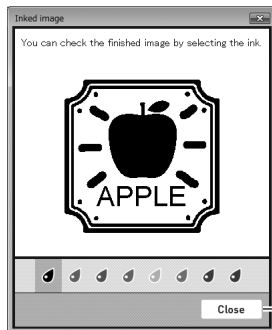 Inked image
You can check the finished image by selecting the ink.
APPLE
Close